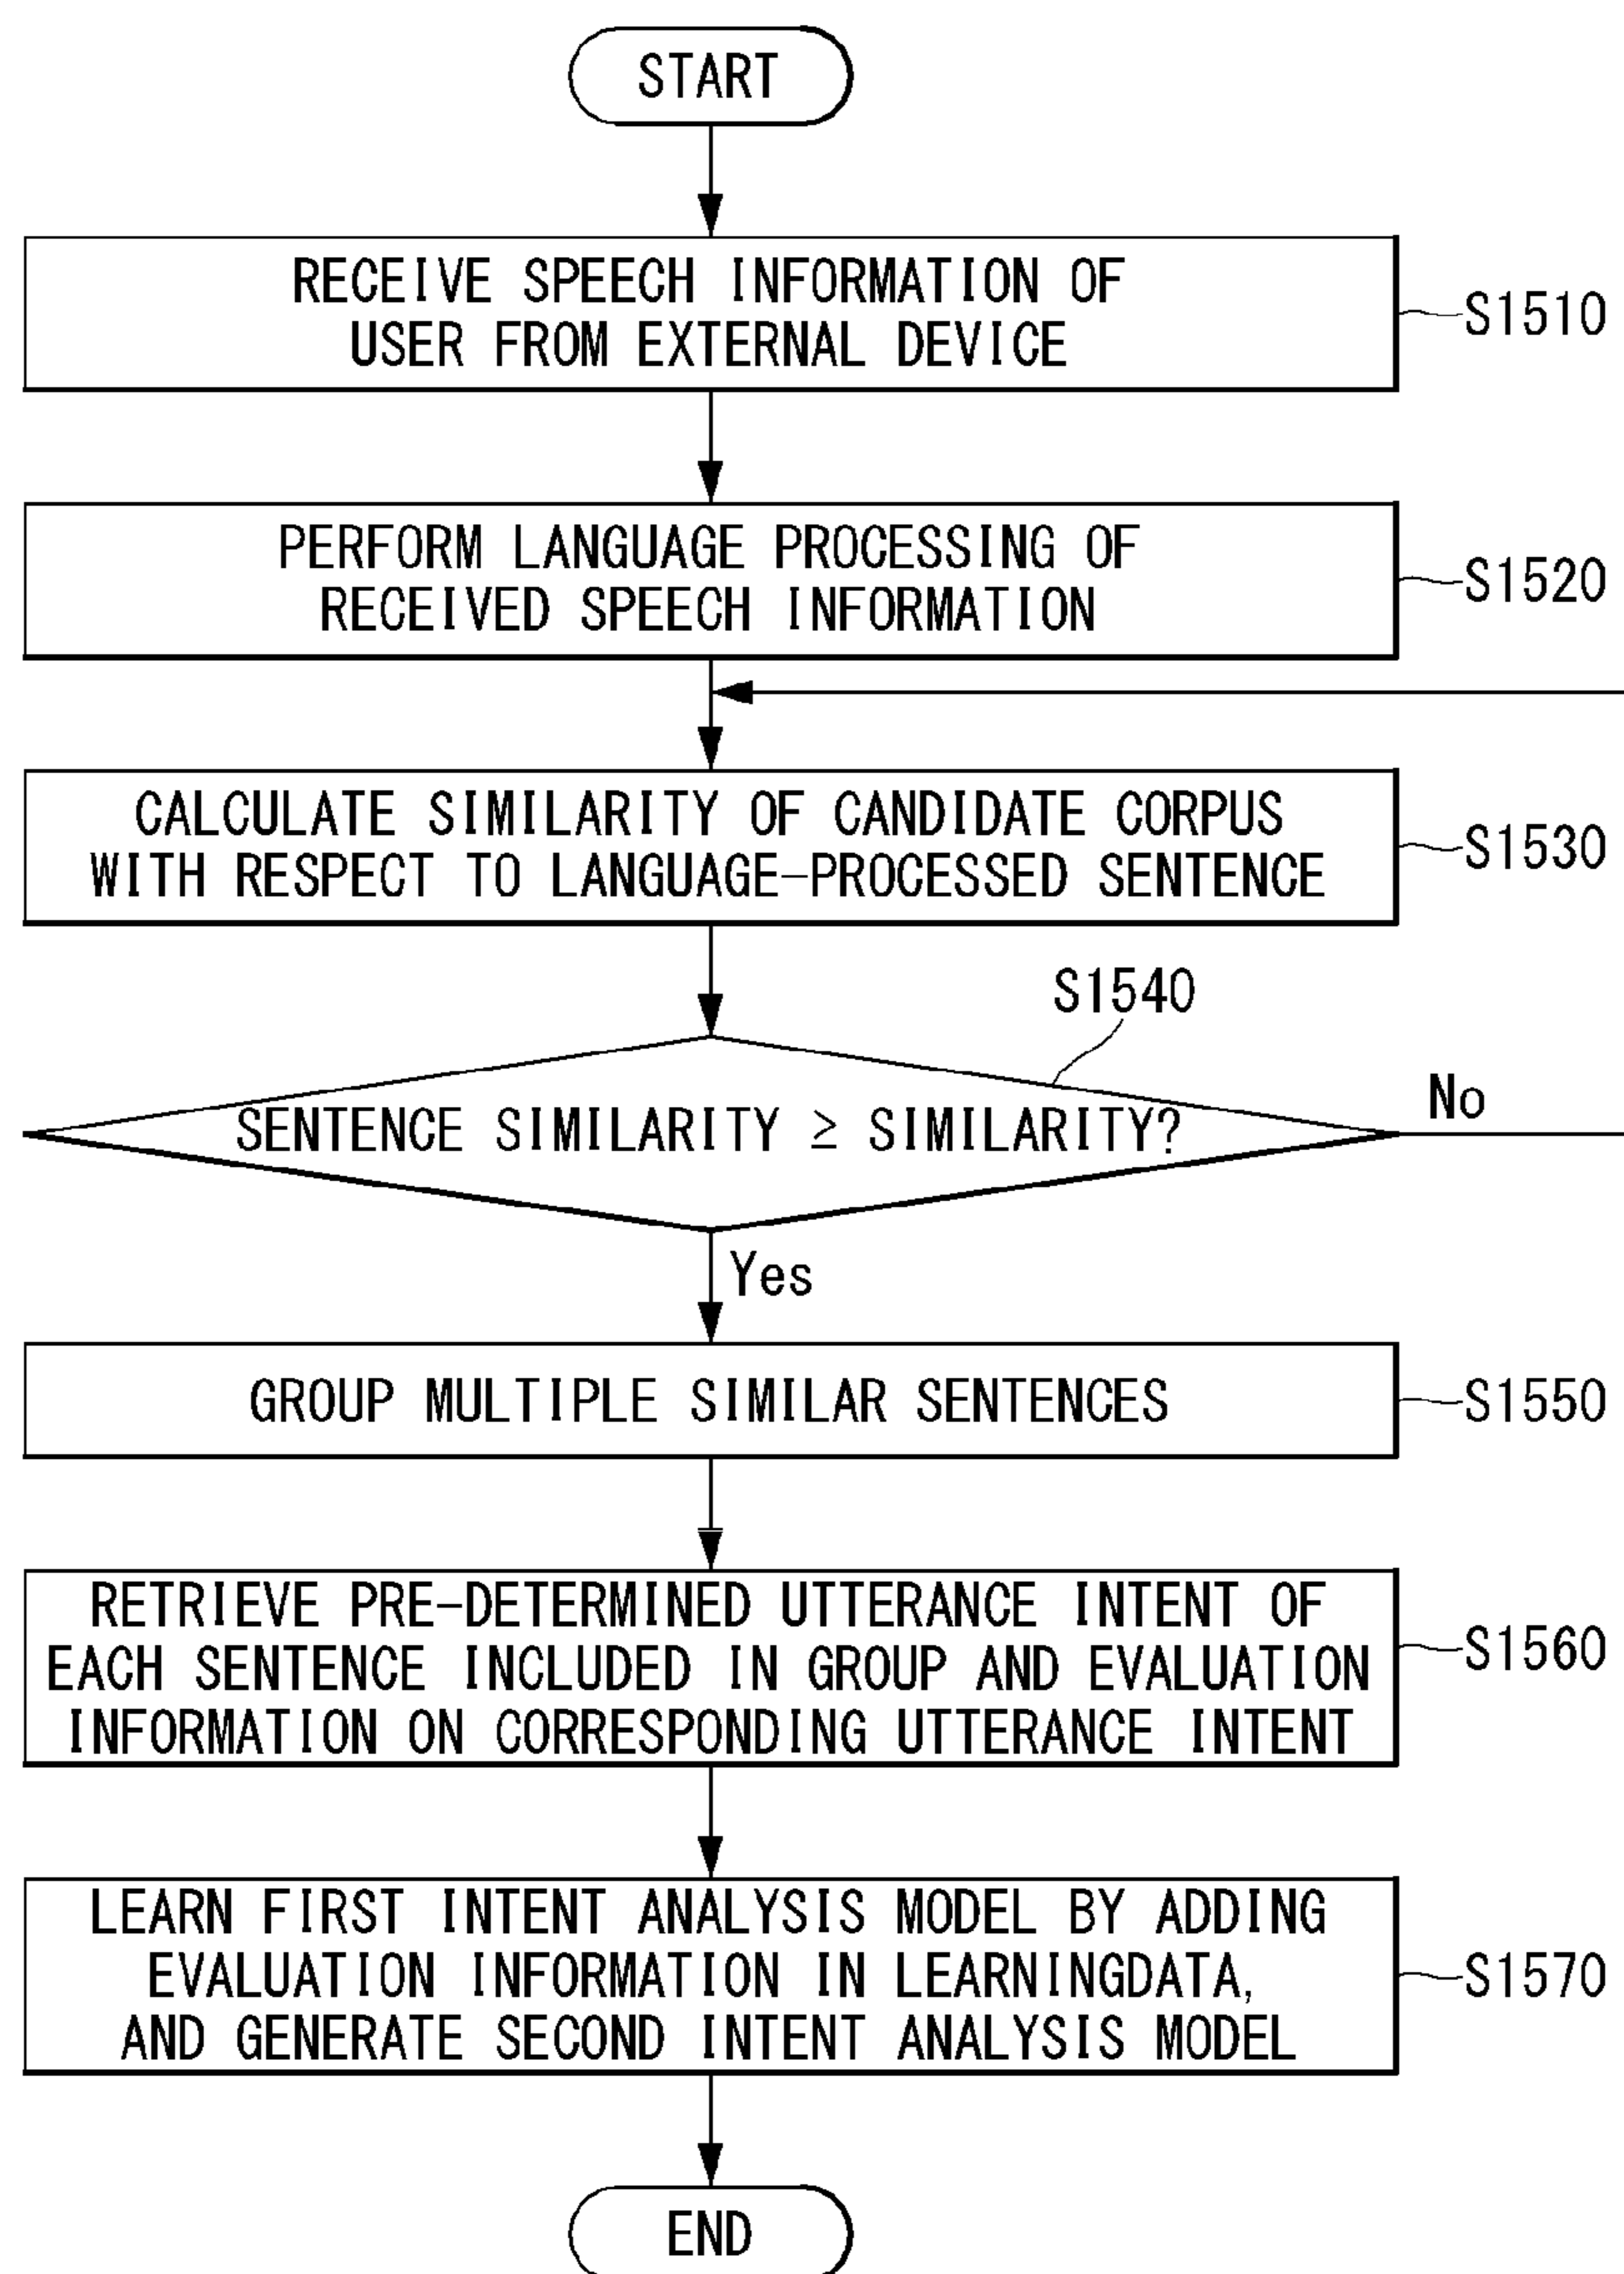 START
RECEIVE SPEECH INFORMATION OF
USER FROM EXTERNAL DEVICE
S1510
PERFORM LANGUAGE PROCESSING OF
RECEIVED SPEECH INFORMATION
S1520
CALCULATE SIMILARITY OF CANDIDATE CORPUS
WITH RESPECT TO LANGUAGE-PROCESSED SENTENCE
S1530
S1540
SENTENCE SIMILARITY ≥ SIMILARITY?
No
Yes
GROUP MULTIPLE SIMILAR SENTENCES
S1550
RETRIEVE PRE-DETERMINED UTTERANCE INTENT OF
EACH SENTENCE INCLUDED IN GROUP AND EVALUATION
INFORMATION ON CORRESPONDING UTTERANCE INTENT
S1560
LEARN FIRST INTENT ANALYSIS MODEL BY ADDING
EVALUATION INFORMATION IN LEARNINGDATA,
AND GENERATE SECOND INTENT ANALYSIS MODEL
S1570
END